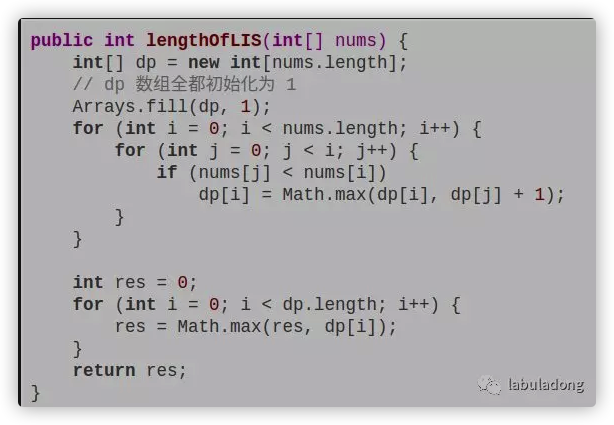 public int lengthOfLIS(int[] nums) {
    int[] dp = new int[nums.length];
    // dp 数组全都初始化为 1
    Arrays.fill(dp, 1);
    for (int i = 0; i < nums.length; i++) {
        for (int j = 0; j < i; j++) {
            if (nums[j] < nums[i])
                dp[i] = Math.max(dp[i], dp[j] + 1);
        }
    }

    int res = 0;
    for (int i = 0; i < dp.length; i++) {
        res = Math.max(res, dp[i]);
    }
    return res;
}
labuladong